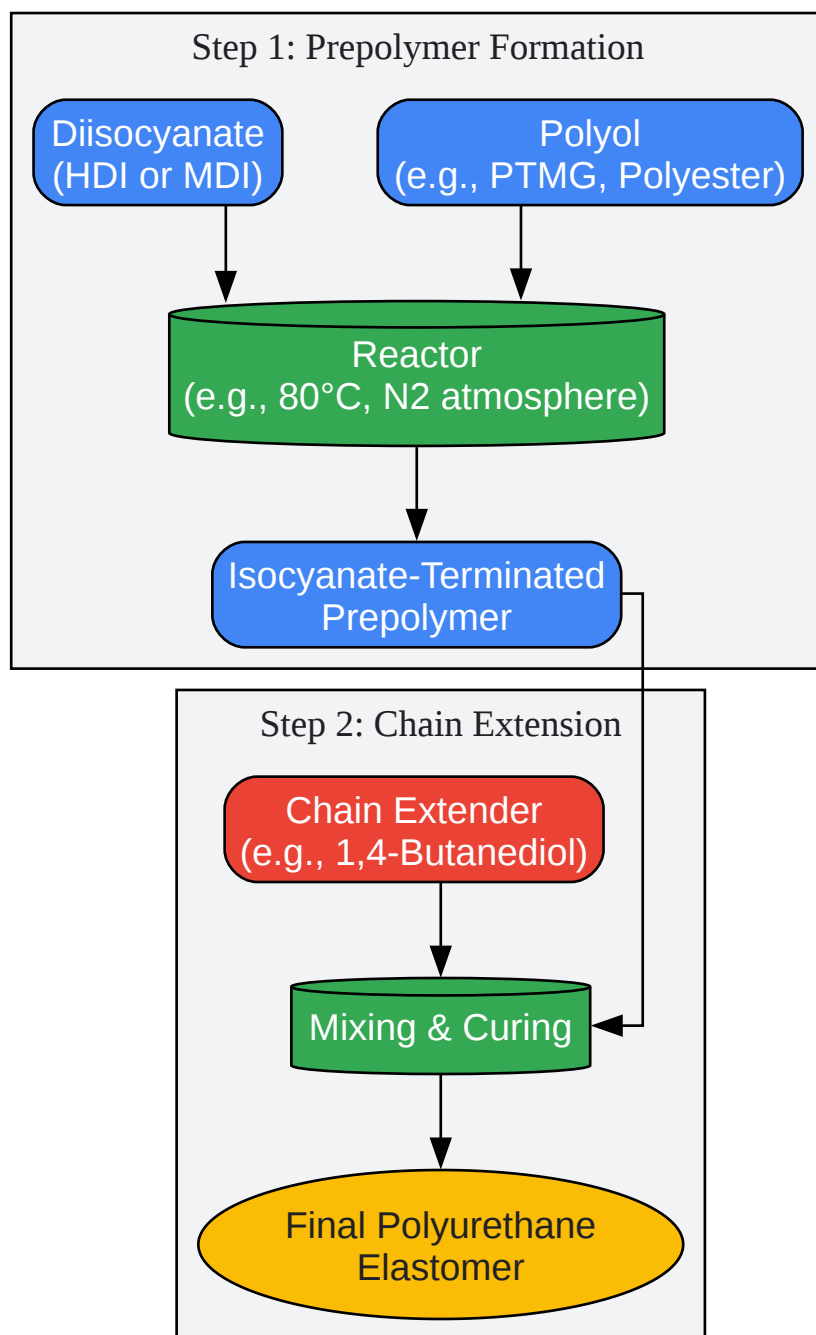 Step 1: Prepolymer Formation
Diisocyanate
(HDI or MDI)
Polyol
(e.g., PTMG, Polyester)
Reactor
(e.g., 80°C, N2 atmosphere)
Isocyanate-Terminated
Prepolymer
Step 2: Chain Extension
Chain Extender
(e.g., 1,4-Butanediol)
Mixing & Curing
Final Polyurethane
Elastomer